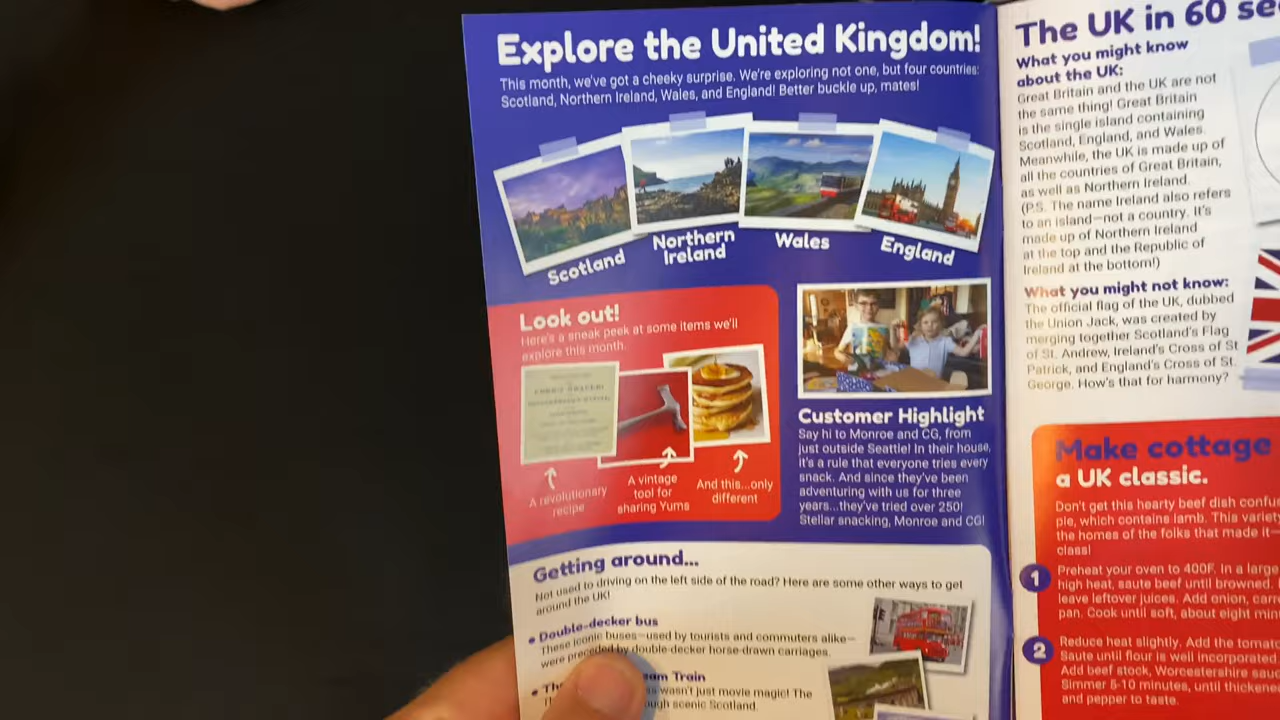 Explore the United Kingdom!
This month, we've got a cheeky surprise. We're exploring not one, but four countries:
Scotland, Northern Ireland, Wales, and England! Better buckle up, mates!
Scotland
Northern
Ireland
Wales
England
Look out!
Here's a sneak peek at some items we'll
explore this month.
A revolutionary
recipe
A vintage
tool for
sharing Yums
And this...only
different
Customer Highlight
Say hi to Monroe and CG, from
just outside Seattle! In their house,
it's a rule that everyone tries every
snack. And since they've been
adventuring with us for three
years...they've tried over 250!
Stellar snacking, Monroe and CG!
Getting around...
Not used to driving on the left side of the road? Here are some other ways to get
around the UK!
Double-decker bus
These iconic buses—used by tourists and commuters alike—
were preceded by double-decker horse-drawn carriages.
Train
wasn't just movie magic! The
scenic Scotland.
The UK in 60
What you might know
about the UK:
Great Britain and the UK are not
the same thing! Great Britain
is the single island containing
Scotland, England, and Wales.
Meanwhile, the UK is made up of
all the countries of Great Britain,
as well as Northern Ireland.
(P.S. The name Ireland also refers
to an island—not a country. It's
made up of Northern Ireland
at the top and the Republic of
Ireland at the bottom!)
What you might not know:
The official flag of the UK, dubbed
the Union Jack, was created by
merging together Scotland's Flag
of St. Andrew, Ireland's Cross of St
Patrick, and England's Cross of St.
George. How's that for harmony?
Make cottage
a UK classic.
Don't get this hearty beef dish
pie, which contains lamb. This
the homes of the folks that made it—
class!
1 Preheat your oven to 400F. In a large
high heat, saute beef until browned.
leave leftover juices. Add onion,
pan. Cook until soft, about eight
2 Reduce heat slightly. Add the
Saute until flour is well incorporated
Add beef stock, Worcestershire
Simmer 5-10 minutes, until
and pepper to taste.